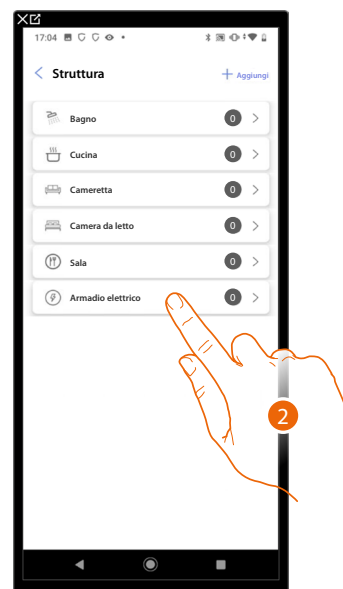 17:04
Struttura
+ Aggiungi
Bagno 0
Cucina 0
Cameretta 0
Camera da letto 0
Sala 0
Armadio elettrico 0
2